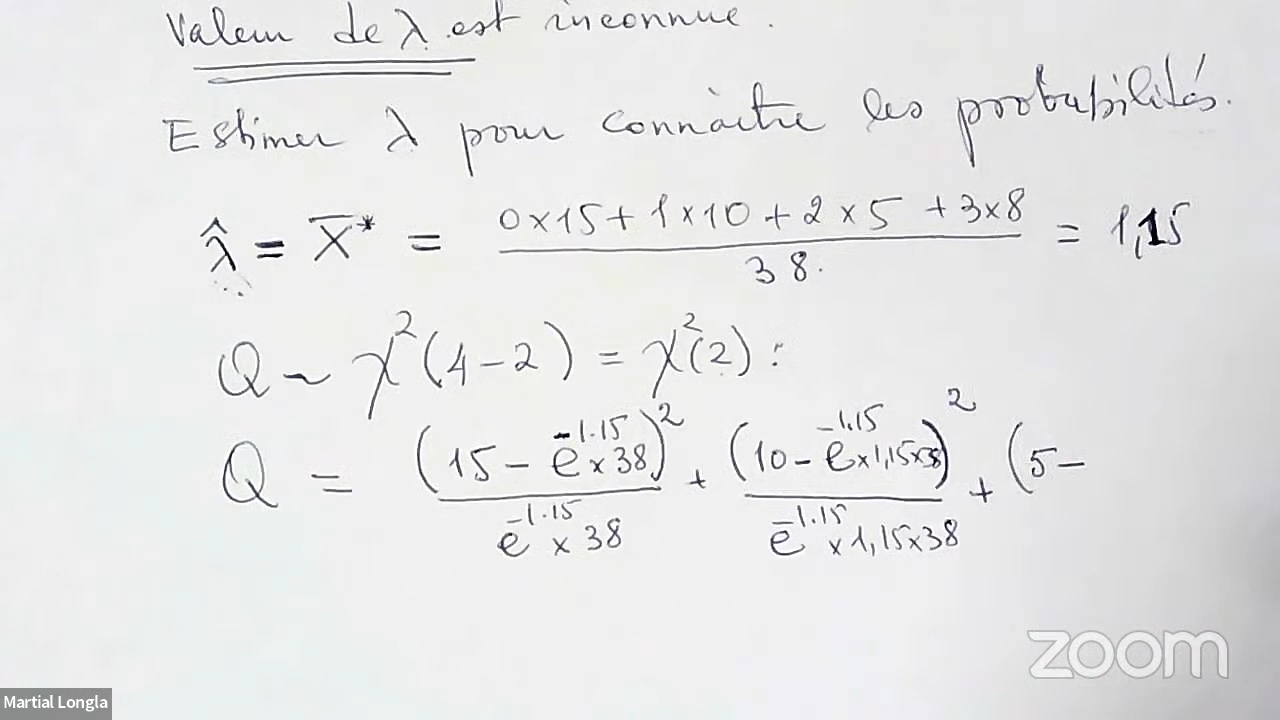 Valeur de λ est inconnue.
Estimer λ pour connaitre les probabilités.
λ̂ = X̄* = (0×15 + 1×10 + 2×5 + 3×8) / 38. = 1,15
Q ~ χ²(4-2) = χ²(2) :
Q = (15 - e^-1.15 × 38)² / (e^-1.15 × 38) + (10 - e^-1.15 × 1,15×38)² / (e^-1.15 × 1,15×38) + (5 -
zoom
Martial Longla